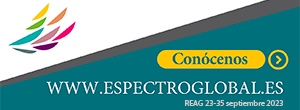 Conócenos
WWW.ESPECTROGLOBAL.ES
REAG 23-35 septiembre 2023